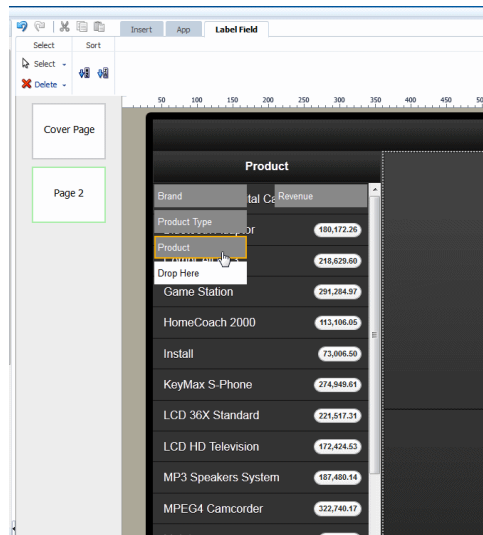 Insert App Label Field
Select Sort
Select
Delete
50 100 150 200 250 300 350 400 450
Cover Page
Page 2
Product
Brand
Revenue
Product Type
180,172.26
Product
218,629.60
Drop Here
Game Station 291,284.97
HomeCoach 2000 113,106.05
Install 73,006.50
KeyMax S-Phone 274,949.61
LCD 36X Standard 221,517.31
LCD HD Television 172,424.53
MP3 Speakers System 187,480.14
MPEG4 Camcorder 322,740.17